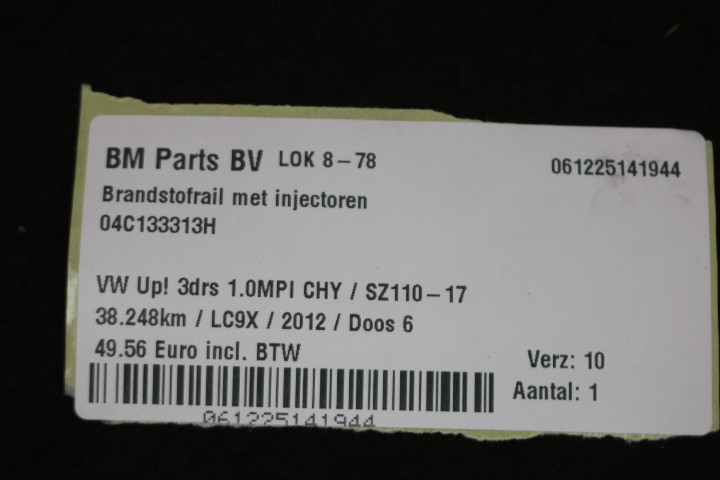 BM Parts BV LOK 8-78 061225141944
Brandstofrail met injectoren
04C133313H
VW Up! 3drs 1.0MPI CHY / SZ110-17
38.248km / LC9X / 2012 / Doos 6
49.56 Euro incl. BTW Verz: 10
Aantal: 1
061225141944